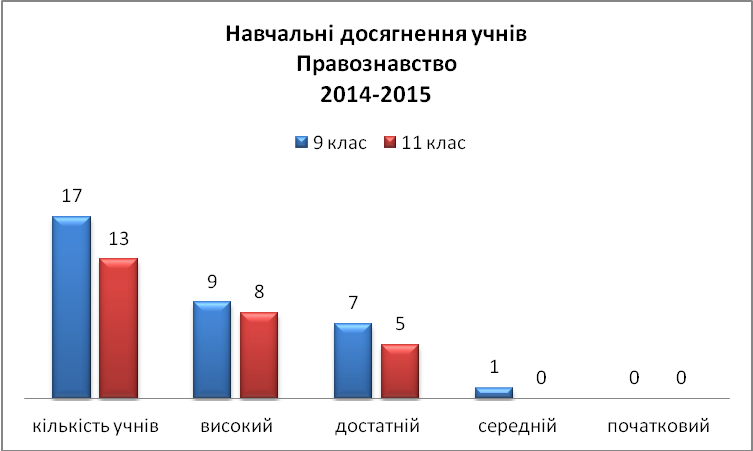 Навчальні досягнення учнів
Правознавство
2014-2015
9 клас 11 клас
17
13
9
8
7
5
1
0
0
0
кількість учнів високий достатній середній початковий